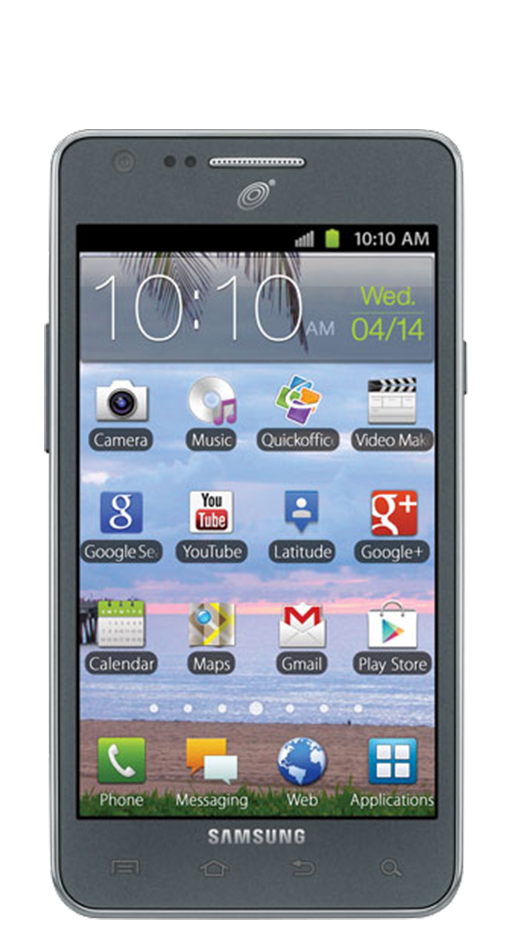 10:10 AM
10:10 AM
Wed.
04/14
Camera
Music
Quickoffic
Video Mak
g
You
Tube
g+
Google Se
YouTube
Latitude
Google+
Calendar
Maps
Gmail
Play Store
Phone
Messaging
Web
Applications
SAMSUNG